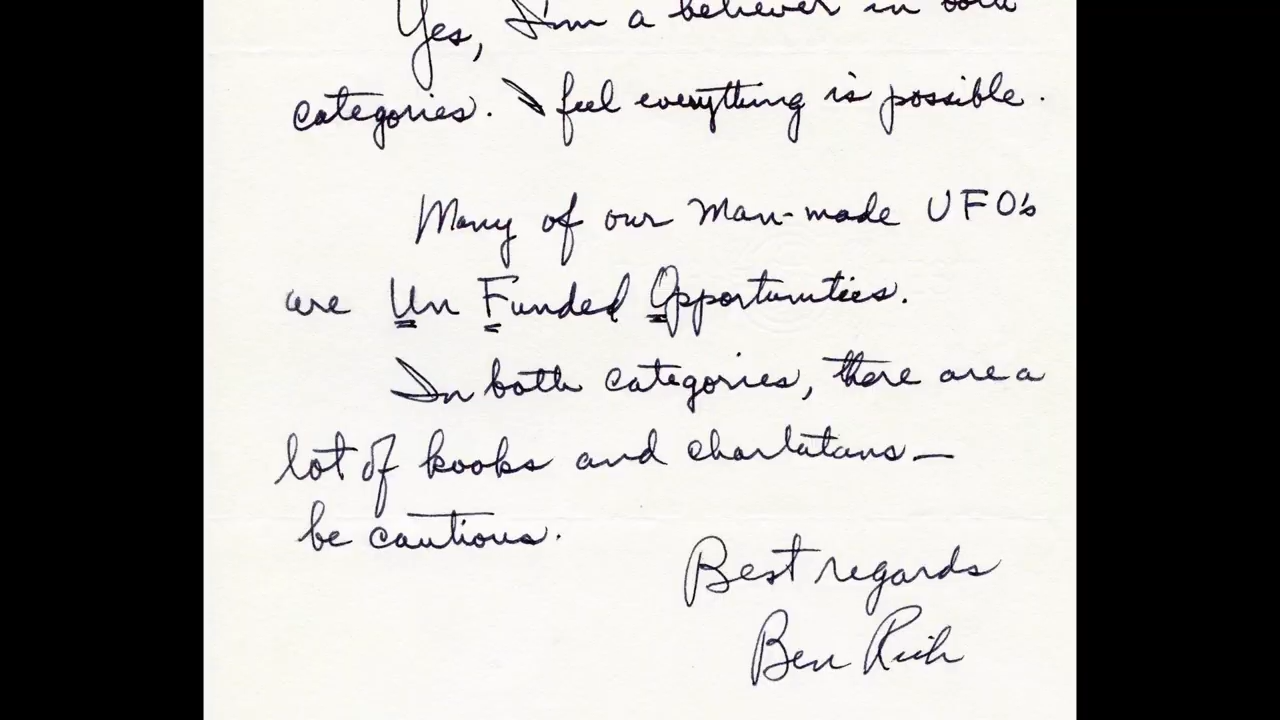 Yes, I'm a believer in both
categories. I feel everything is possible.
Many of our man-made UFO's
are Un Funded Opportunities.
In both categories, there are a
lot of kooks and charlatans—
be cautious.
Best regards
Ben Rich